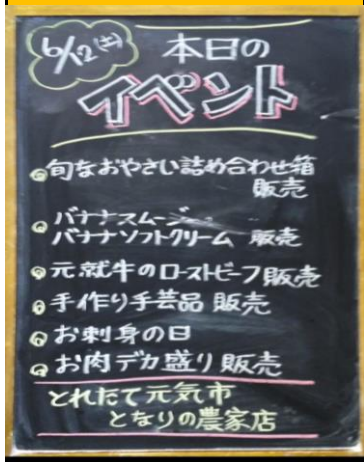 6/12(土)
本日の
イベント
旬なおやさい詰め合わせ箱
販売
バナナスムージー
バナナソフトクリーム 販売
元就牛のローストビーフ販売
手作り手芸品 販売
お刺身の日
お肉デカ盛り販売
とれたて元気市
となりの農家店